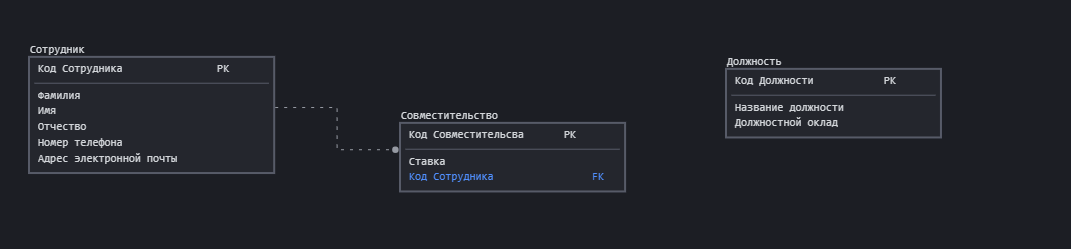 Сотрудник
Код Сотрудника PK
Фамилия
Имя
Отчество
Номер телефона
Адрес электронной почты
Совместительство
Код Совместительсва PK
Ставка
Код Сотрудника FK
Должность
Код Должности PK
Название должности
Должностной оклад